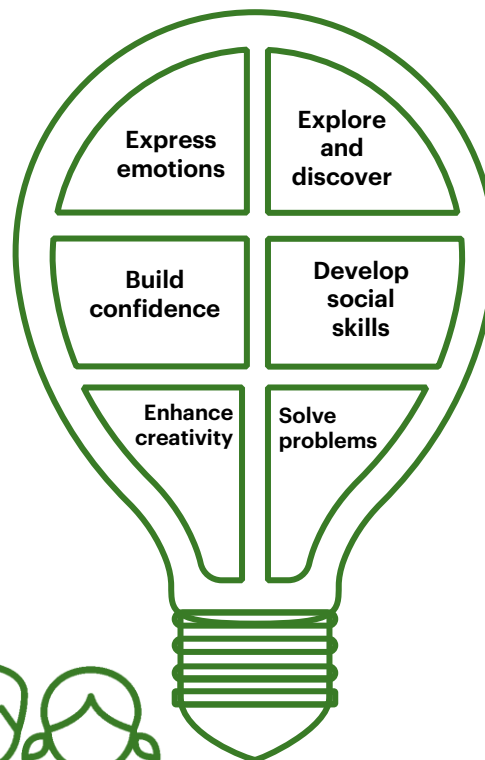 Express
emotions
Explore
and
discover
Build
confidence
Develop
social
skills
Enhance
creativity
Solve
problems